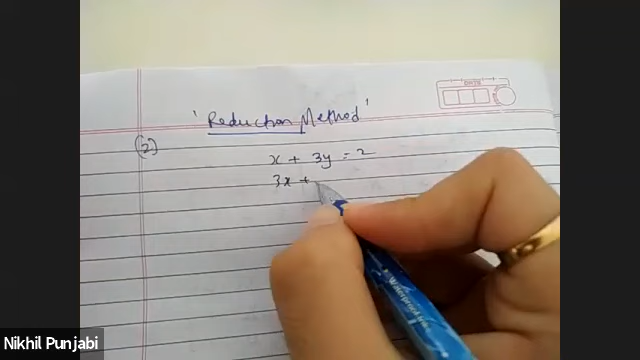 'Reduction Method'
(2)
x + 3y = 2
3x +
Nikhil Punjabi